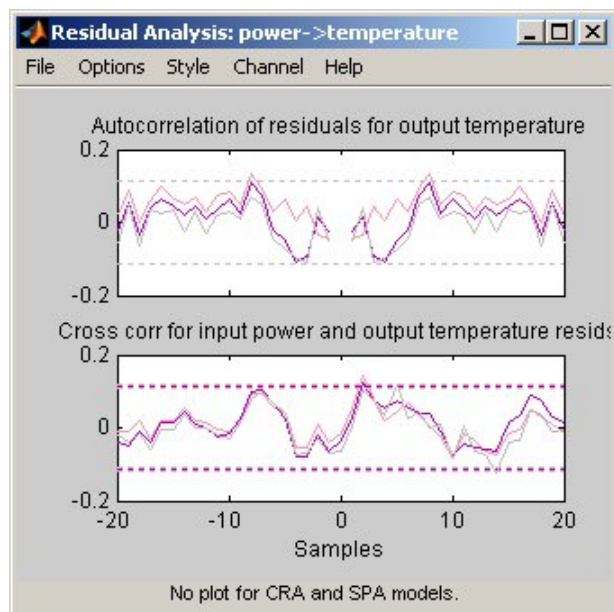 Residual Analysis: power->temperature
File Options Style Channel Help
Autocorrelation of residuals for output temperature
0.2
0
-0.2
Cross corr for input power and output temperature resids
0.2
0
-0.2
-20 -10 0 10 20
Samples
No plot for CRA and SPA models.